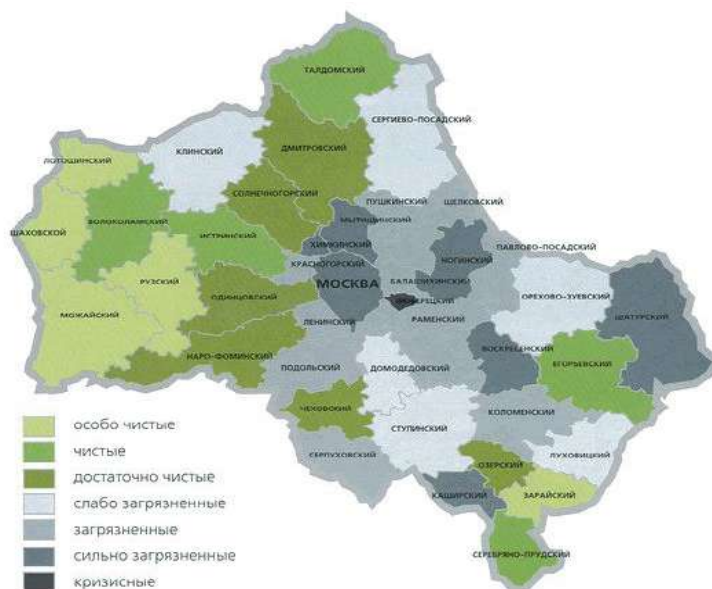 ТАЛДОМСКИЙ
СЕРГИЕВО-ПОСАДСКИЙ
КЛИНСКИЙ
ДМИТРОВСКИЙ
ЛОТОШИНСКИЙ
СОЛНЕЧНОГОРСКИЙ
ПУШКИНСКИЙ
ЩЕЛКОВСКИЙ
ШАХОВСКОЙ
ВОЛОКОЛАМСКИЙ
ИСТРИНСКИЙ
МЫТИЩИНСКИЙ
ХИМКИНСКИЙ
ПАВЛОВО-ПОСАДСКИЙ
КРАСНОГОРСКИЙ
НОГИНСКИЙ
РУЗСКИЙ
МОСКВА
БАЛАШИХИНСКИЙ
ОДИНЦОВСКИЙ
ЛЮБЕРЕЦКИЙ
ОРЕХОВО-ЗУЕВСКИЙ
МОЖАЙСКИЙ
ЛЕНИНСКИЙ
РАМЕНСКИЙ
ШАТУРСКИЙ
НАРО-ФОМИНСКИЙ
ВОСКРЕСЕНСКИЙ
ПОДОЛЬСКИЙ
ДОМОДЕДОВСКИЙ
ЕГОРЬЕВСКИЙ
ЧЕХОВСКИЙ
КОЛОМЕНСКИЙ
СТУПИНСКИЙ
СЕРПУХОВСКИЙ
ЛУХОВИЦКИЙ
ОЗЕРСКИЙ
КАШИРСКИЙ
ЗАРАЙСКИЙ
СЕРЕБРЯНО-ПРУДСКИЙ
особо чистые
чистые
достаточно чистые
слабо загрязненные
загрязненные
сильно загрязненные
кризисные